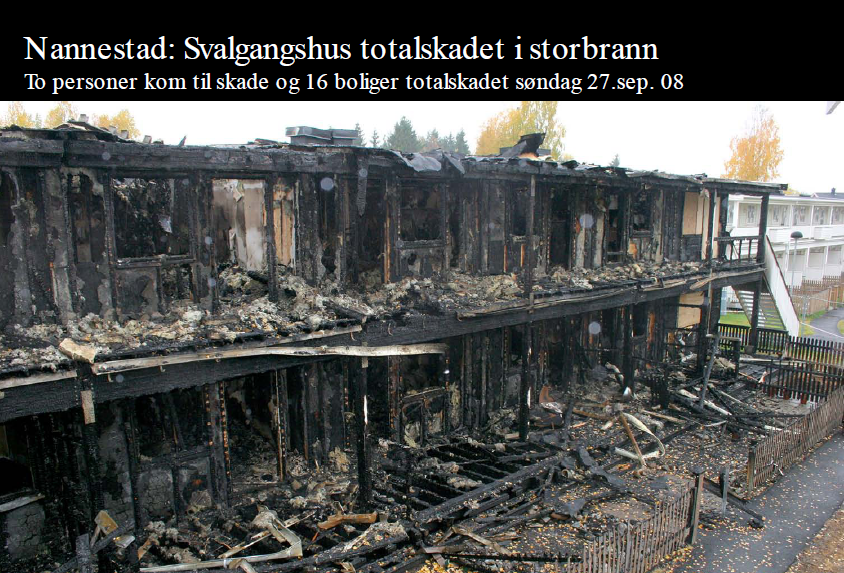 Nannestad: Svalgangshus totalskadet i storbrann
To personer kom til skade og 16 boliger totalskadet søndag 27.sep. 08